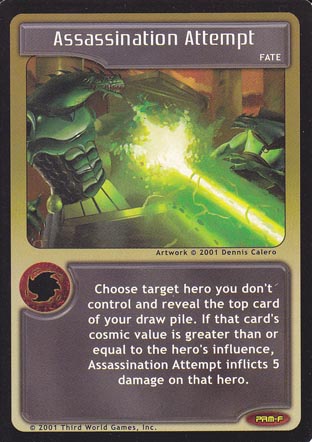 Assassination Attempt
FATE
Artwork © 2001 Dennis Calero
Choose target hero you don't
control and reveal the top card
of your draw pile. If that card's
cosmic value is greater than or
equal to the hero's influence,
Assassination Attempt inflicts 5
damage on that hero.
© 2001 Third World Games, Inc.
PRM-F